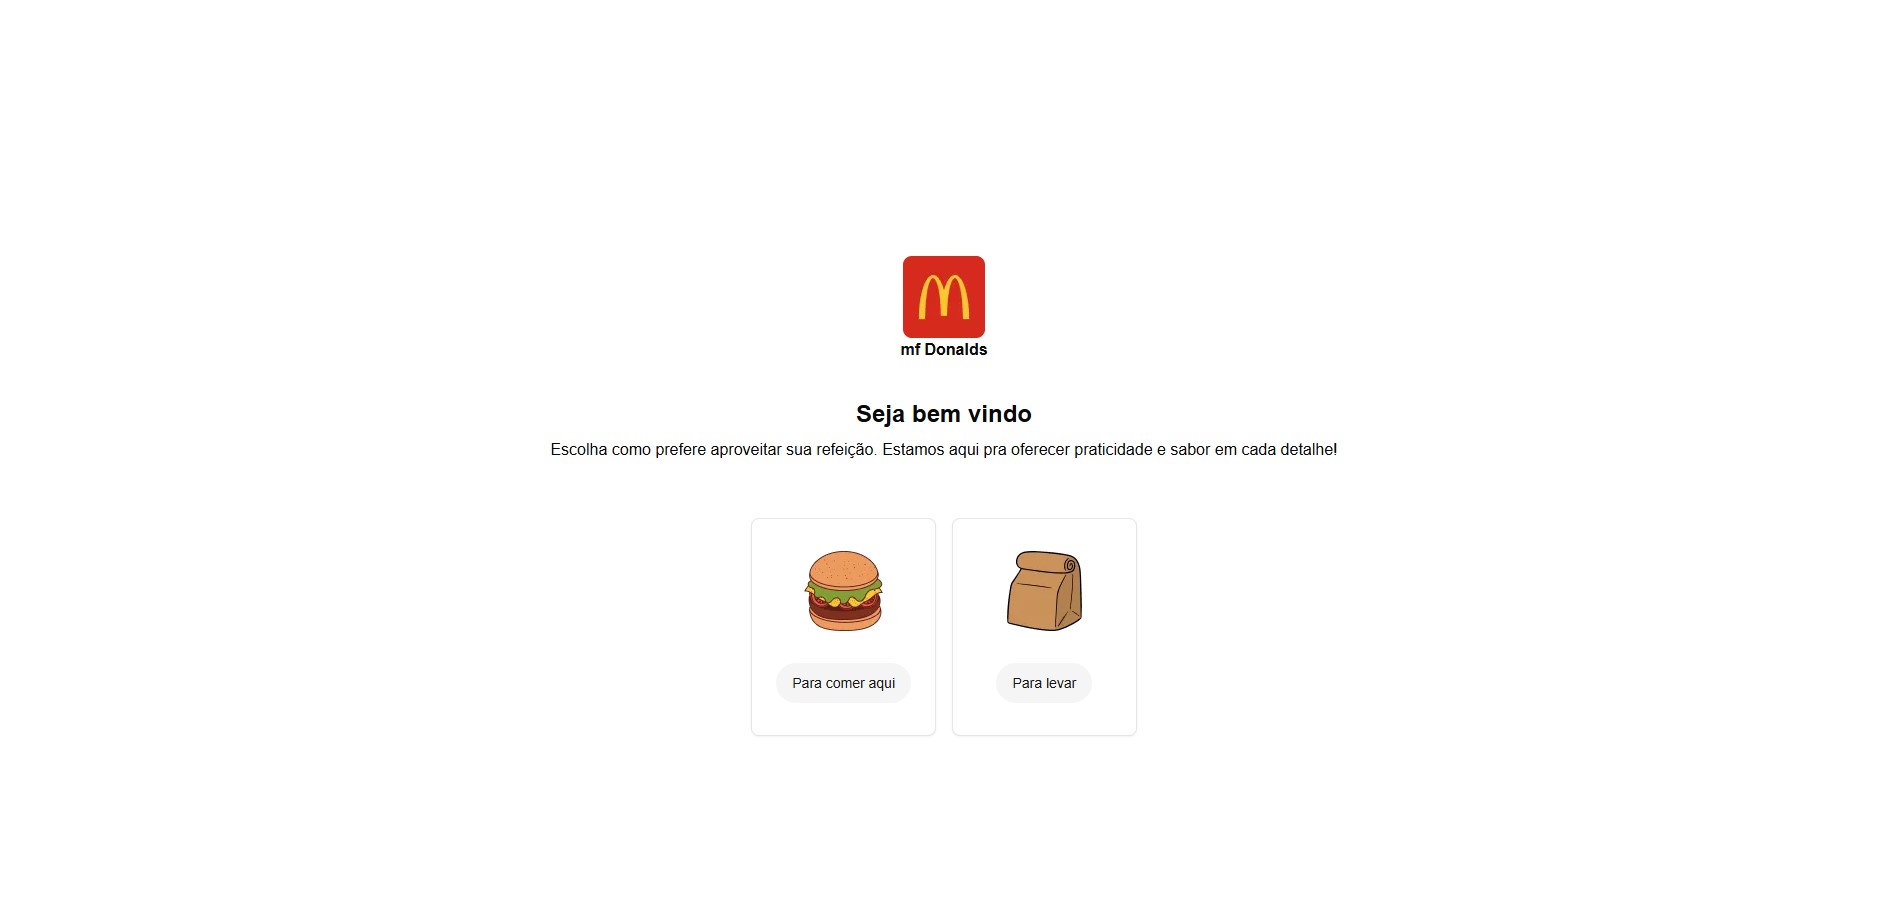 mf Donalds
Seja bem vindo
Escolha como prefere aproveitar sua refeição. Estamos aqui pra oferecer praticidade e sabor em cada detalhe!
Para comer aqui
Para levar